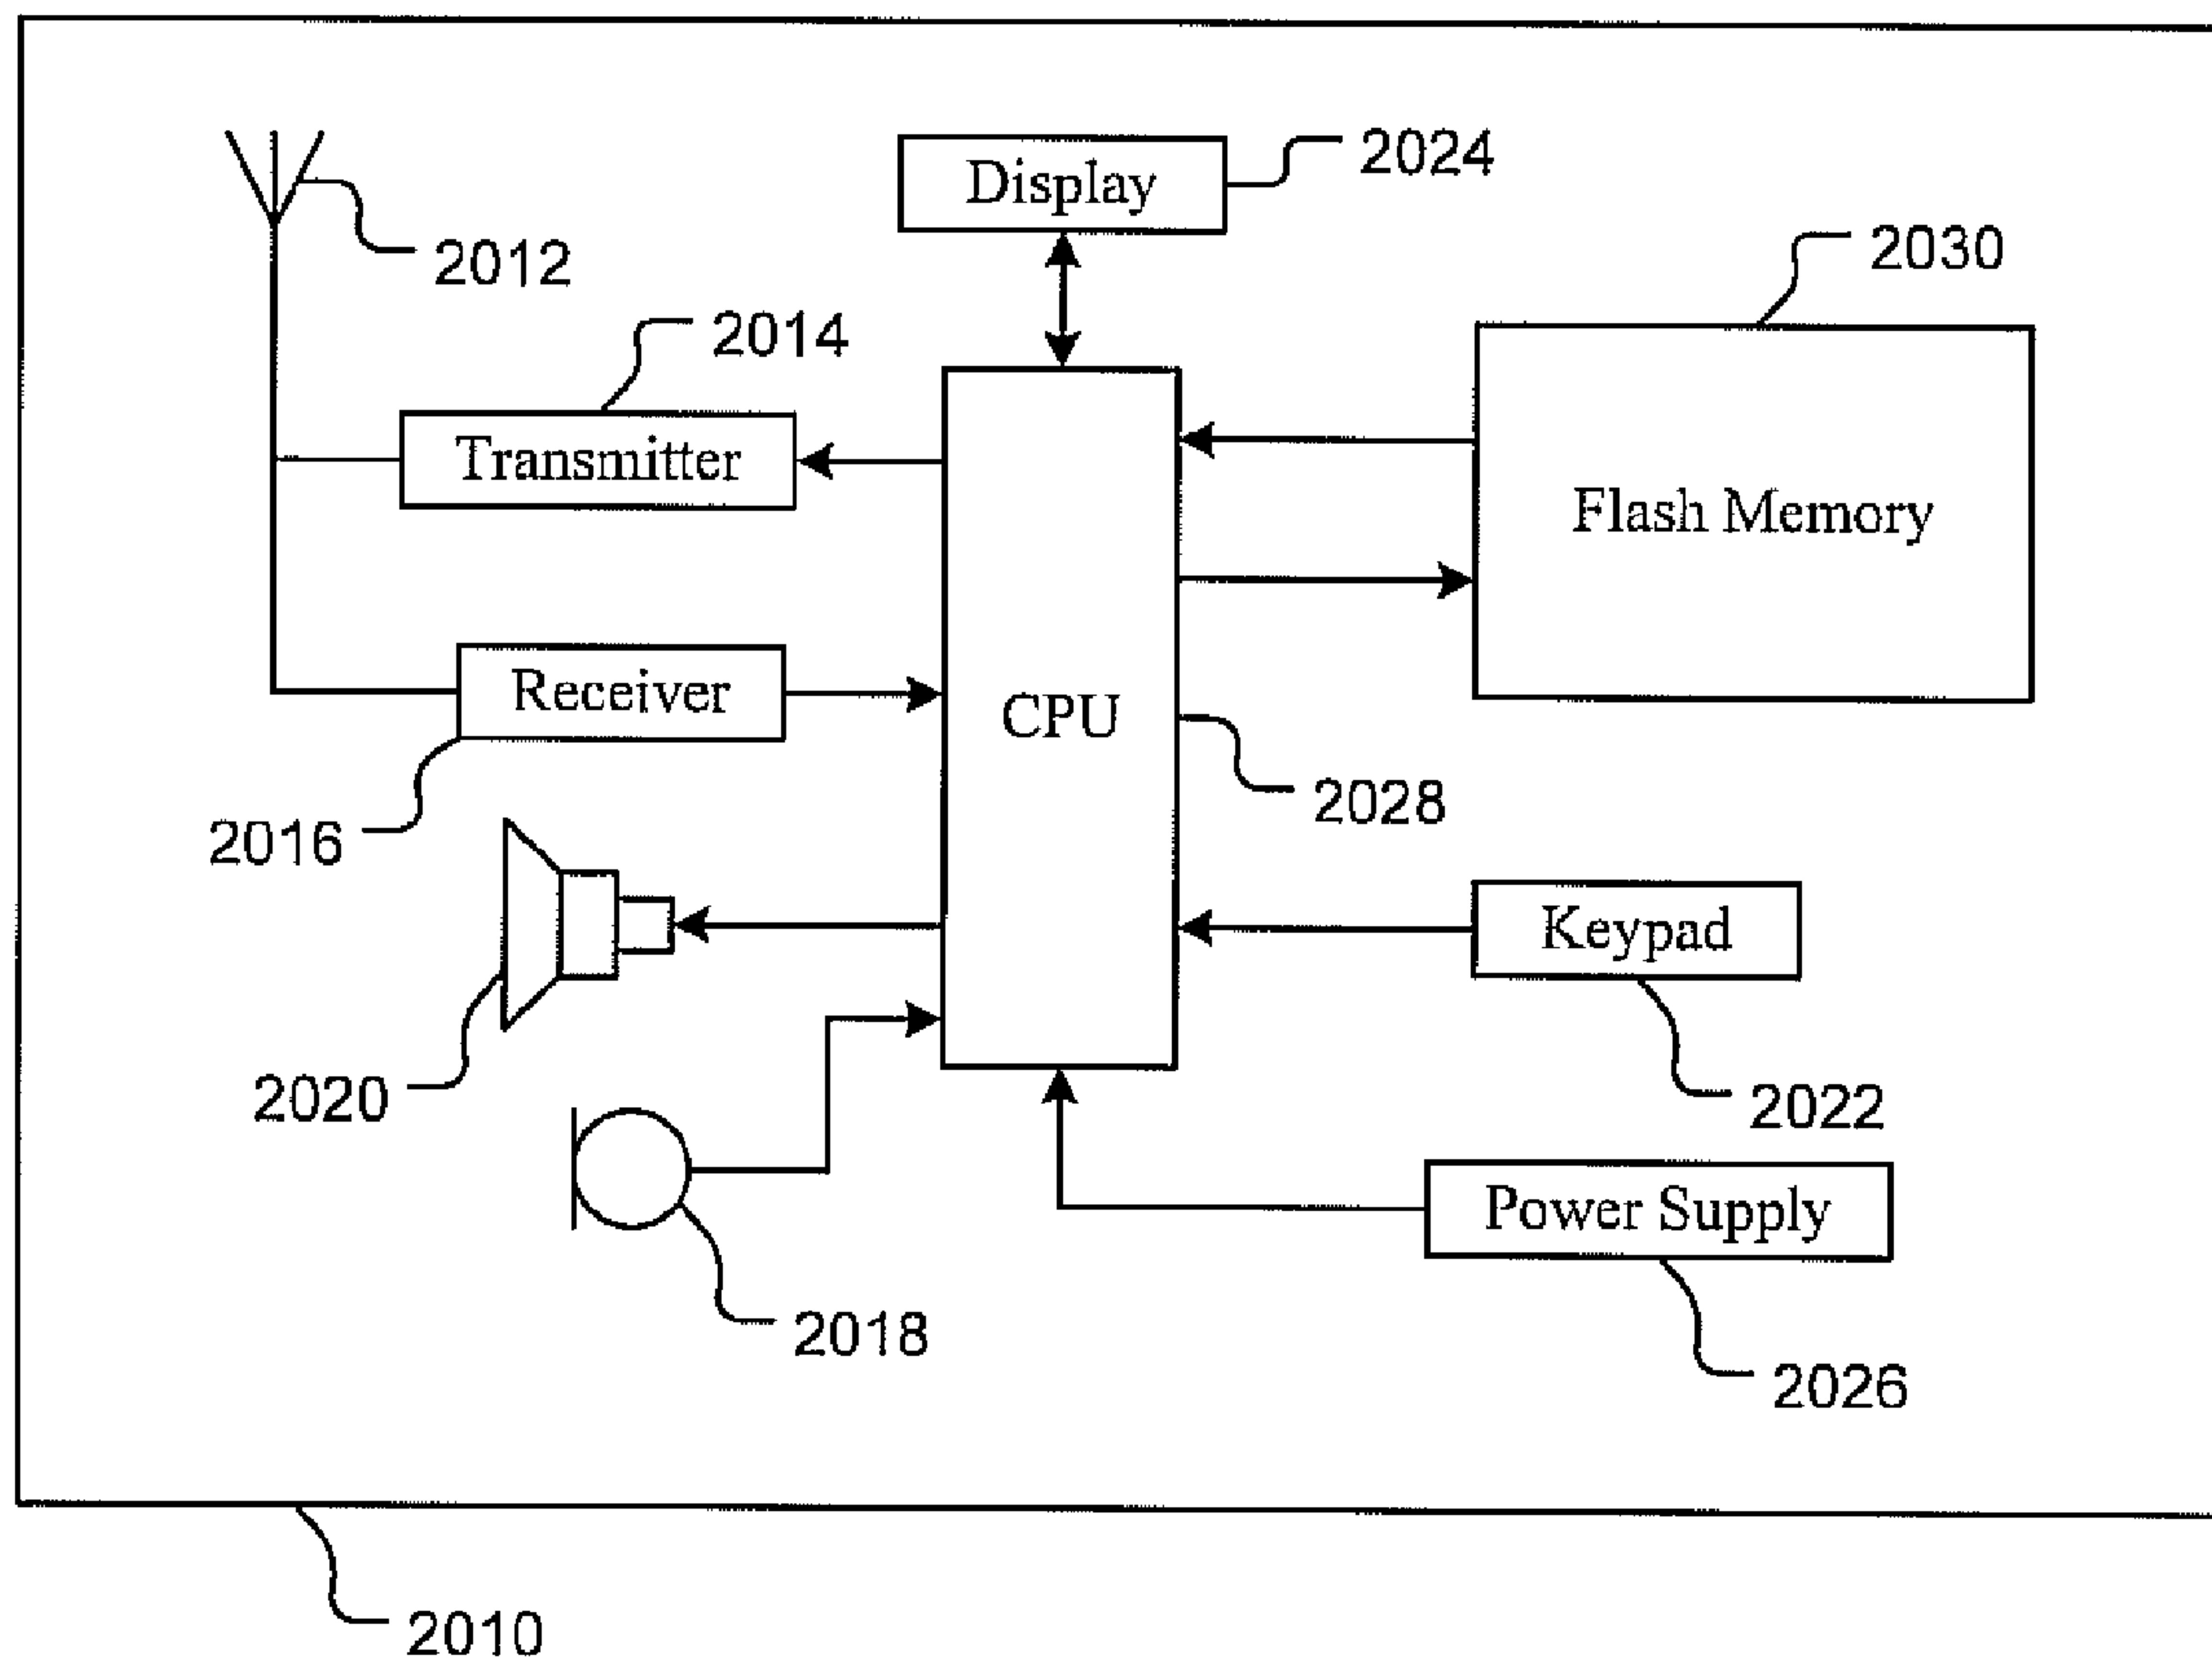 Display
2024
2012
2030
2014
Transmitter
Flash Memory
Receiver
CPU
2028
2016
Keypad
2020
2022
Power Supply
2018
2026
2010